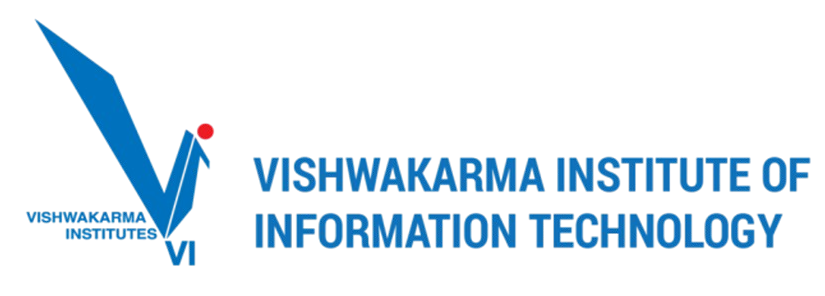 VISHWAKARMA
INSTITUTES
VI
VISHWAKARMA INSTITUTE OF
INFORMATION TECHNOLOGY